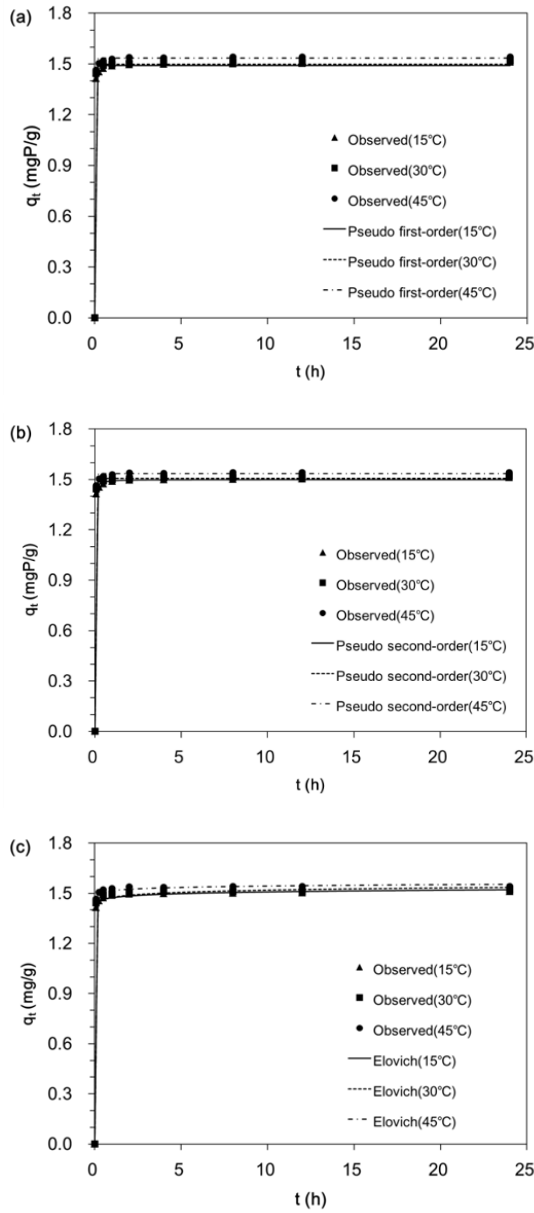 (a)
1.8
1.5
1.2
0.9
0.6
0.3
0.0
qt (mgP/g)
Observed(15℃)
Observed(30℃)
Observed(45℃)
Pseudo first-order(15℃)
Pseudo first-order(30℃)
Pseudo first-order(45℃)
0 5 10 15 20 25
t (h)
(b)
1.8
1.5
1.2
0.9
0.6
0.3
0.0
qt (mgP/g)
Observed(15℃)
Observed(30℃)
Observed(45℃)
Pseudo second-order(15℃)
Pseudo second-order(30℃)
Pseudo second-order(45℃)
0 5 10 15 20 25
t (h)
(c)
1.8
1.5
1.2
0.9
0.6
0.3
0.0
qt (mg/g)
Observed(15℃)
Observed(30℃)
Observed(45℃)
Elovich(15℃)
Elovich(30℃)
Elovich(45℃)
0 5 10 15 20 25
t (h)